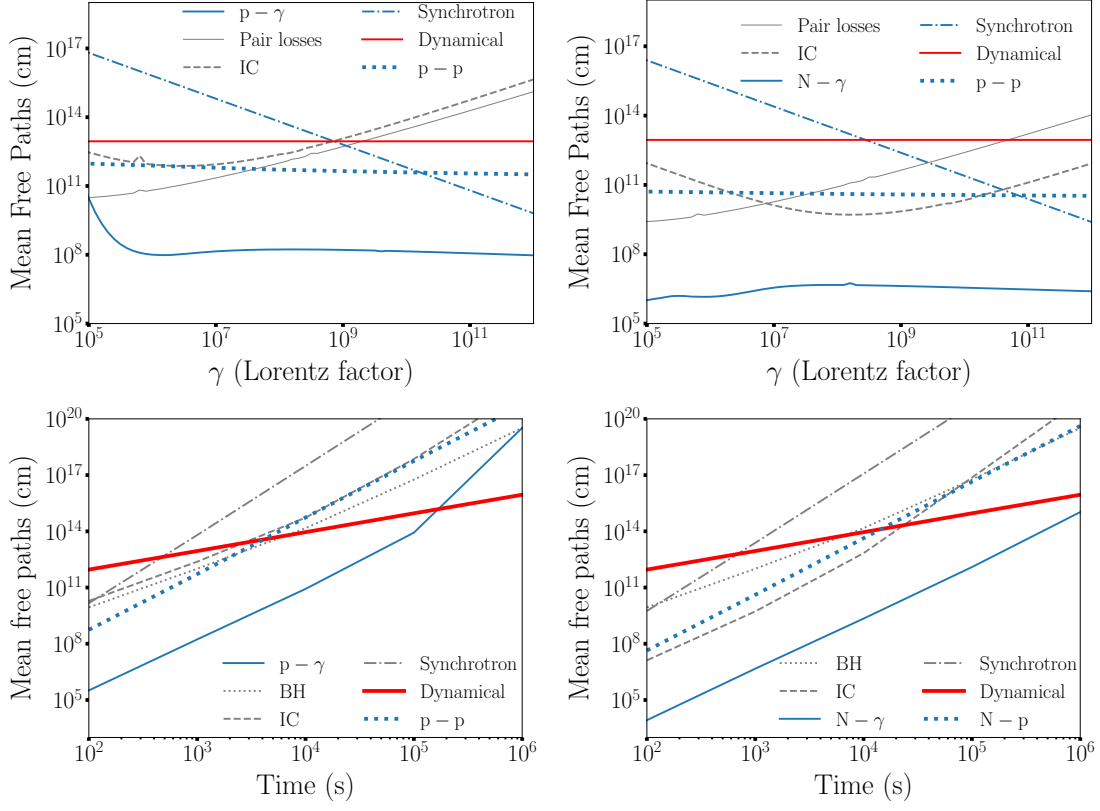 p − γ
Pair losses
IC
Synchrotron
Dynamical
p − p
Mean Free Paths (cm)
10^17
10^14
10^11
10^8
10^5
10^5 10^7 10^9 10^11
γ (Lorentz factor)
Pair losses
IC
N − γ
Synchrotron
Dynamical
p − p
Mean Free Paths (cm)
10^17
10^14
10^11
10^8
10^5
10^5 10^7 10^9 10^11
γ (Lorentz factor)
Mean free paths (cm)
10^20
10^17
10^14
10^11
10^8
10^5
p − γ
BH
IC
Synchrotron
Dynamical
p − p
10^2 10^3 10^4 10^5 10^6
Time (s)
Mean free paths (cm)
10^20
10^17
10^14
10^11
10^8
10^5
BH
IC
N − γ
Synchrotron
Dynamical
N − p
10^2 10^3 10^4 10^5 10^6
Time (s)